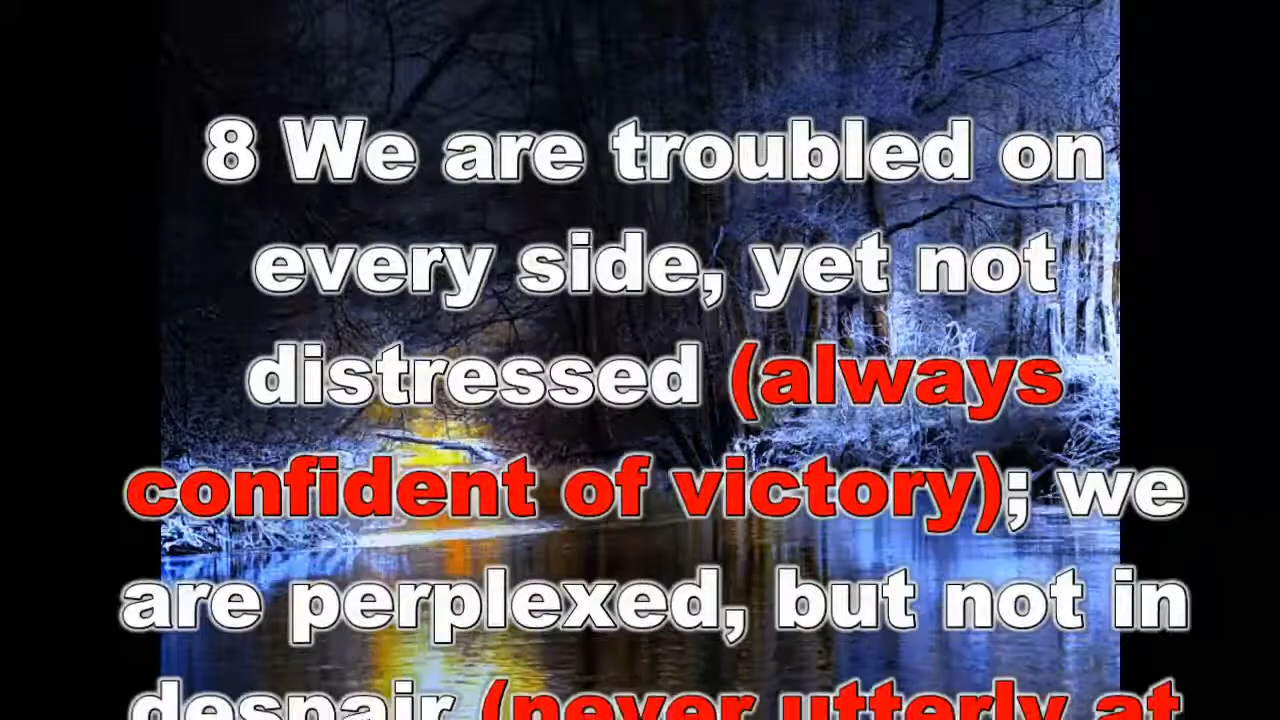 8 We are troubled on
every side, yet not
distressed (always
confident of victory); we
are perplexed, but not in
despair (never utterly at